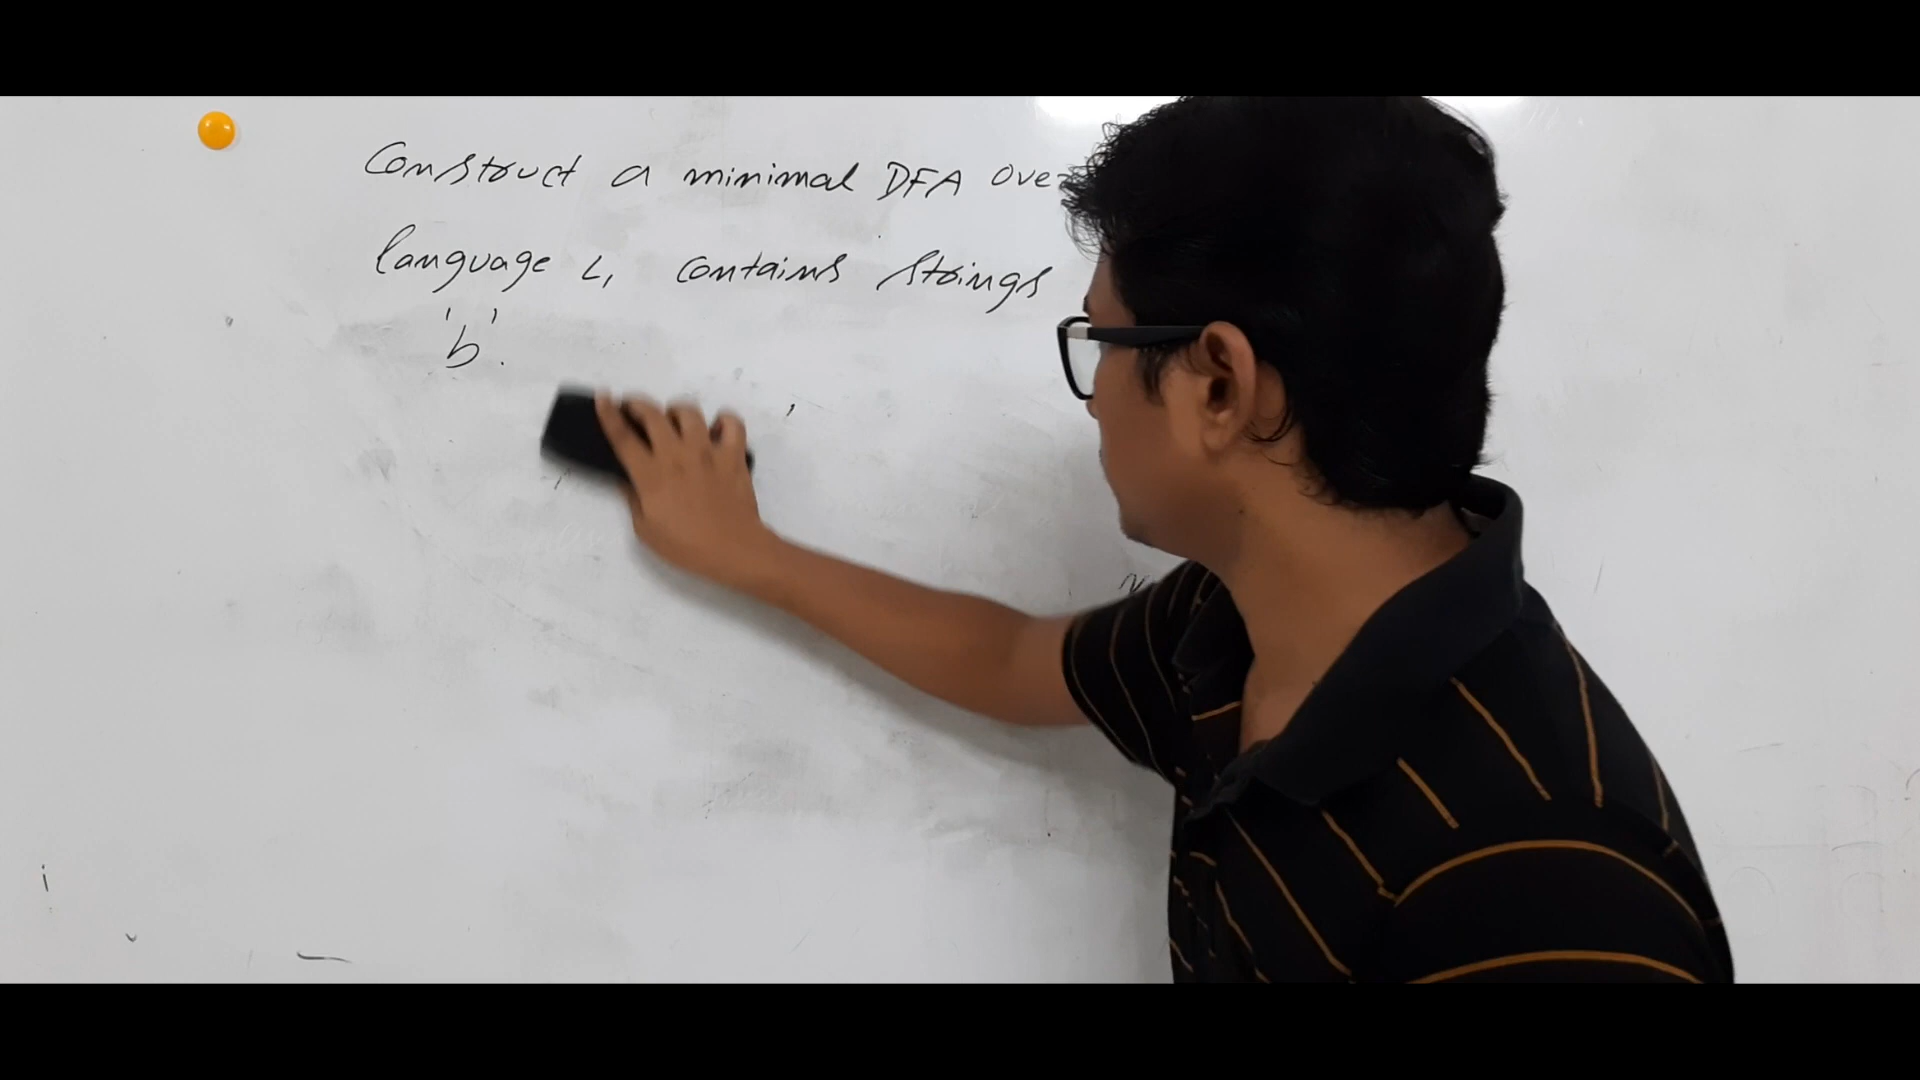 Construct a minimal DFA over
language L, contains strings
'b'.